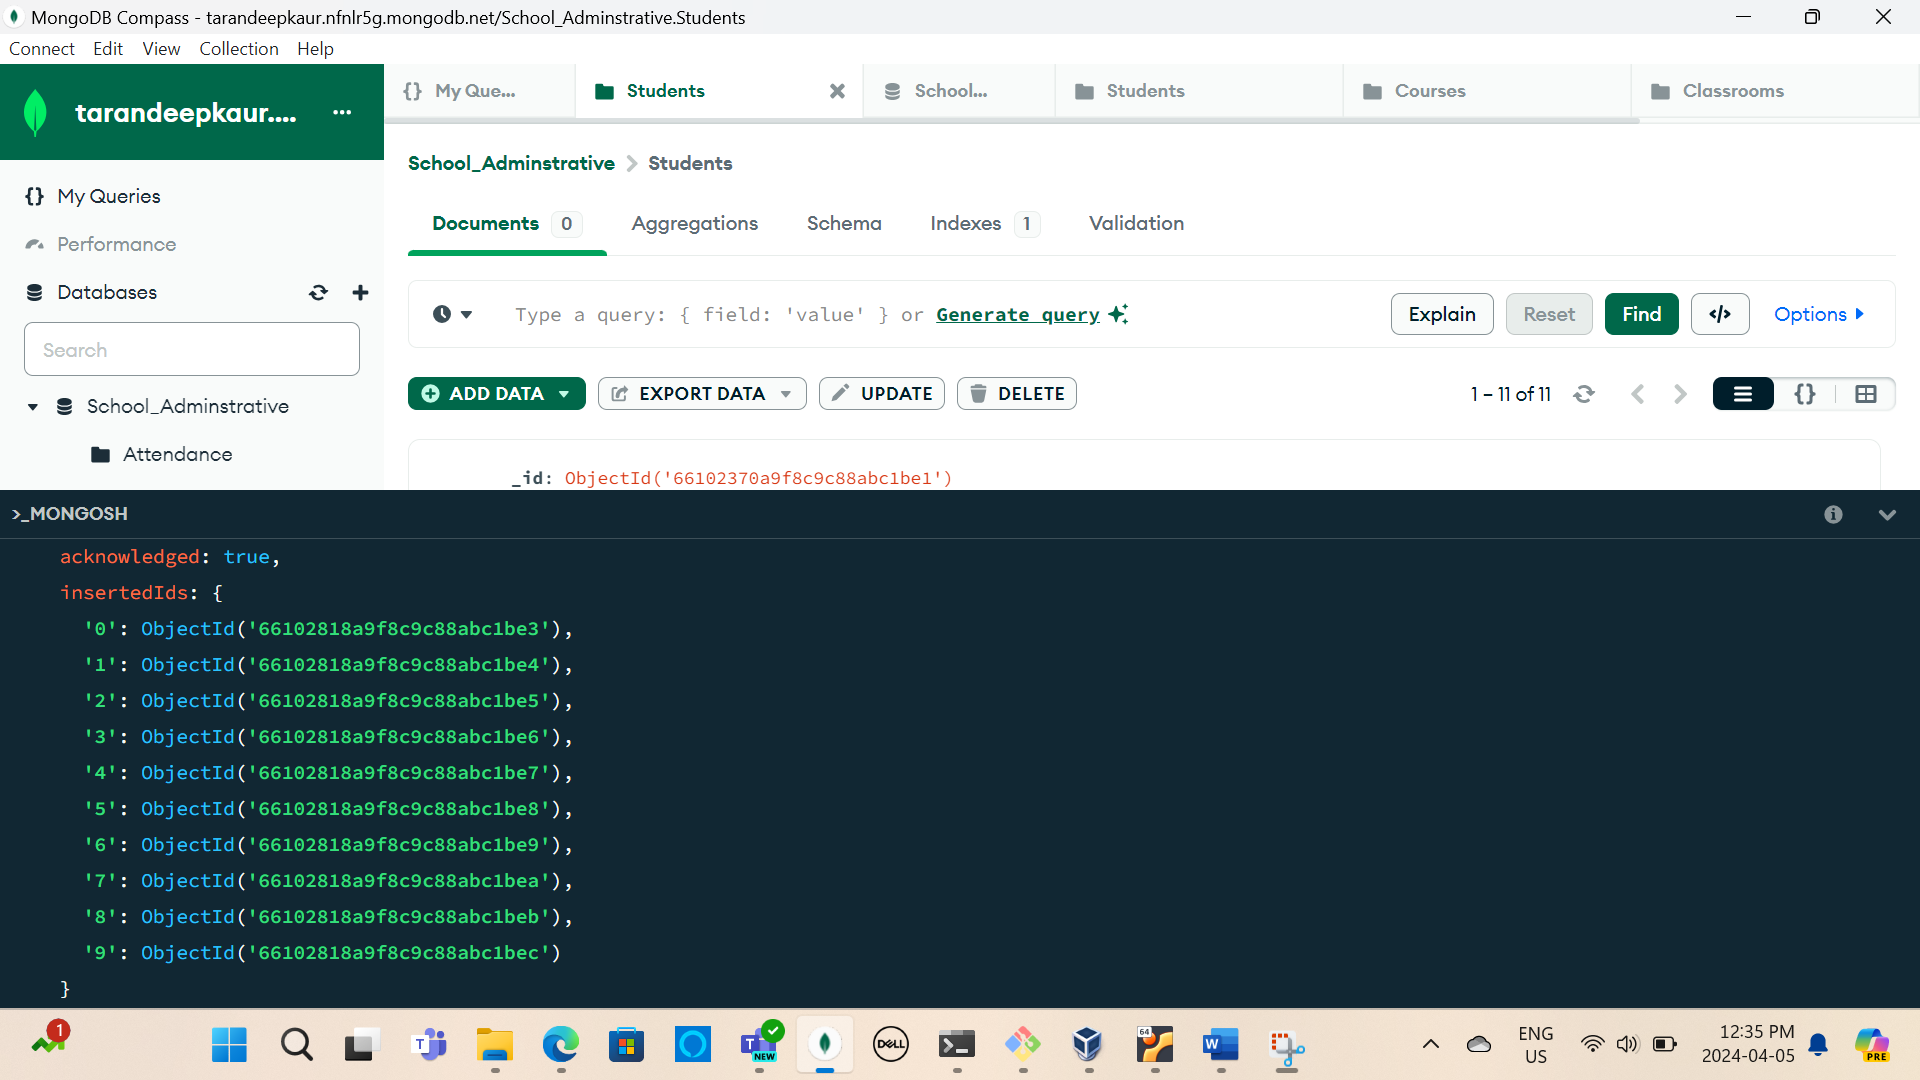 MongoDB Compass - tarandeepkaur.nfnlr5g.mongodb.net/School_Adminstrative.Students
Connect Edit View Collection Help
tarandeepkaur.... ...
{} My Que... Students School... Students Courses Classrooms
School_Adminstrative > Students
{} My Queries
Performance
Databases
Search
School_Adminstrative
Attendance
Documents 0 Aggregations Schema Indexes 1 Validation
Type a query: { field: 'value' } or Generate query
Explain Reset Find </> Options
ADD DATA EXPORT DATA UPDATE DELETE 1 – 11 of 11 {}
_id: ObjectId('66102370a9f8c9c88abc1be1')
>_MONGOSH
acknowledged: true,
insertedIds: {
'0': ObjectId('66102818a9f8c9c88abc1be3'),
'1': ObjectId('66102818a9f8c9c88abc1be4'),
'2': ObjectId('66102818a9f8c9c88abc1be5'),
'3': ObjectId('66102818a9f8c9c88abc1be6'),
'4': ObjectId('66102818a9f8c9c88abc1be7'),
'5': ObjectId('66102818a9f8c9c88abc1be8'),
'6': ObjectId('66102818a9f8c9c88abc1be9'),
'7': ObjectId('66102818a9f8c9c88abc1bea'),
'8': ObjectId('66102818a9f8c9c88abc1beb'),
'9': ObjectId('66102818a9f8c9c88abc1bec')
}
1
T
T NEW
DELL
64
W
ENG
US
12:35 PM
2024-04-05
PRE